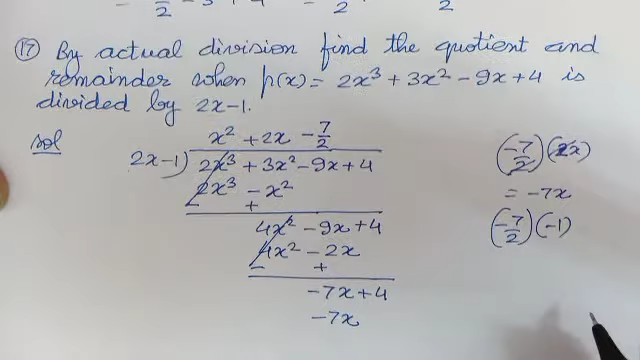 2 2
(17) By actual division find the quotient and
remainder when p(x) = 2x³ + 3x² - 9x + 4 is
divided by 2x-1.
Sol
x² + 2x - 7/2
2x-1) 2x³ + 3x² - 9x + 4
2x³ - x²
- +
4x² - 9x + 4
4x² - 2x
- +
-7x + 4
-7x
(-7/2)(2x)
= -7x
(-7/2)(-1)